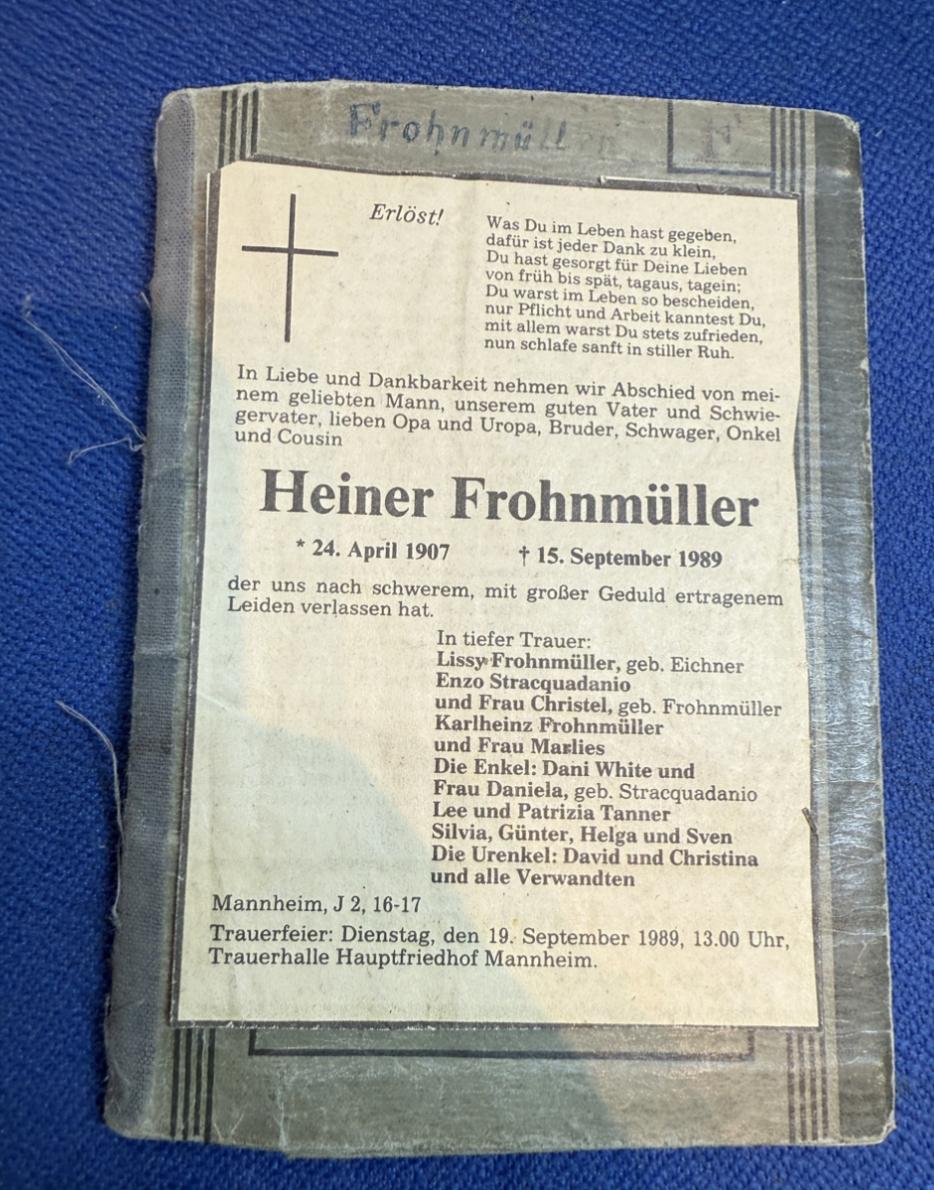 Frohnmüller
Erlöst!
Was Du im Leben hast gegeben,
dafür ist jeder Dank zu klein,
Du hast gesorgt für Deine Lieben
von früh bis spät, tagaus, tagein;
Du warst im Leben so bescheiden,
nur Pflicht und Arbeit kanntest Du,
mit allem warst Du stets zufrieden,
nun schlafe sanft in stiller Ruh.
In Liebe und Dankbarkeit nehmen wir Abschied von mei-
nem geliebten Mann, unserem guten Vater und Schwie-
gervater, lieben Opa und Uropa, Bruder, Schwager, Onkel
und Cousin
Heiner Frohnmüller
* 24. April 1907 † 15. September 1989
der uns nach schwerem, mit großer Geduld ertragenem
Leiden verlassen hat.
In tiefer Trauer:
Lissy Frohnmüller, geb. Eichner
Enzo Stracquadanio
und Frau Christel, geb. Frohnmüller
Karlheinz Frohnmüller
und Frau Marlies
Die Enkel: Dani White und
Frau Daniela, geb. Stracquadanio
Lee und Patrizia Tanner
Silvia, Günter, Helga und Sven
Die Urenkel: David und Christina
und alle Verwandten
Mannheim, J 2, 16-17
Trauerfeier: Dienstag, den 19. September 1989, 13.00 Uhr,
Trauerhalle Hauptfriedhof Mannheim.